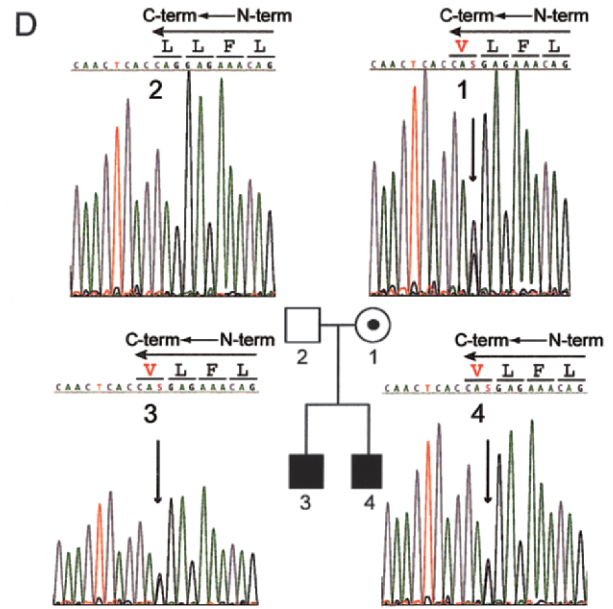 D
C-term N-term
L L F L
CAACTCACCAGGAGAAACAG
2
C-term N-term
V L F L
CAACTCACCASGAGAAACAG
1
2 1
C-term N-term
V L F L
CAACTCACCASGAGAAACAG
3
C-term N-term
V L F L
CAACTCACCASGAGAAACAG
4
3 4